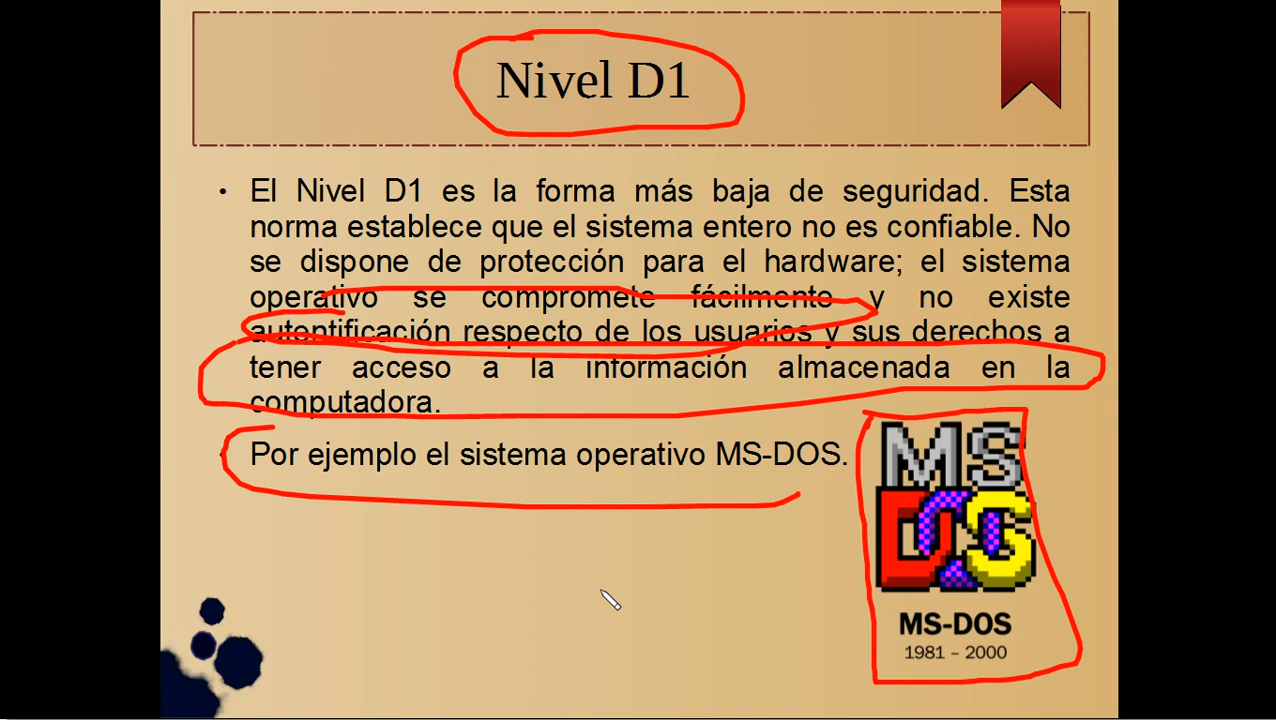 Nivel D1
• El Nivel D1 es la forma más baja de seguridad. Esta
norma establece que el sistema entero no es confiable. No
se dispone de protección para el hardware; el sistema
operativo se compromete fácilmente y no existe
autentificación respecto de los usuarios y sus derechos a
tener acceso a la información almacenada en la
computadora.
• Por ejemplo el sistema operativo MS-DOS.
MS
DOS
MS-DOS
1981 – 2000